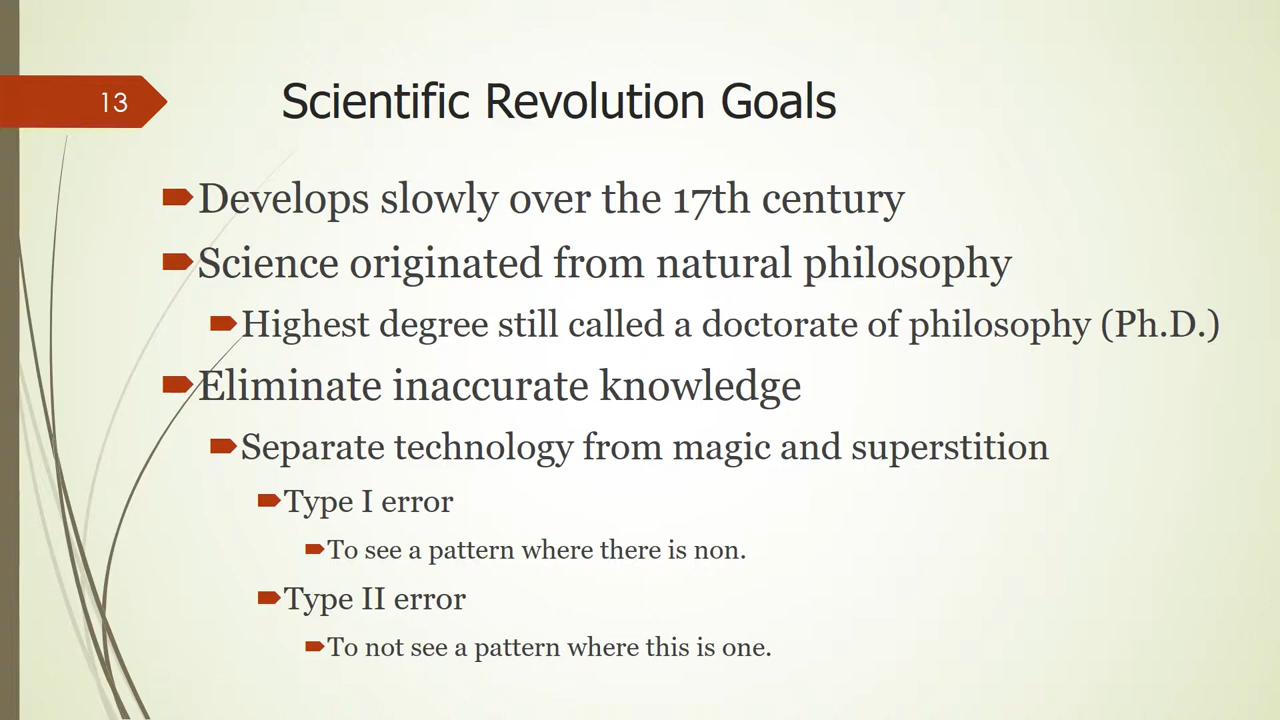 13
Scientific Revolution Goals
Develops slowly over the 17th century
Science originated from natural philosophy
Highest degree still called a doctorate of philosophy (Ph.D.)
Eliminate inaccurate knowledge
Separate technology from magic and superstition
Type I error
To see a pattern where there is non.
Type II error
To not see a pattern where this is one.